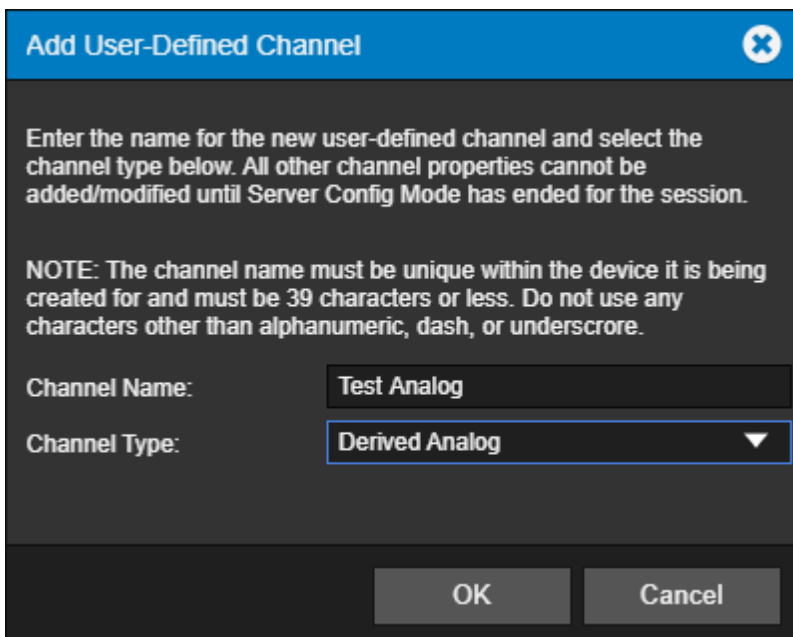 Add User-Defined Channel
Enter the name for the new user-defined channel and select the
channel type below. All other channel properties cannot be
added/modified until Server Config Mode has ended for the session.
NOTE: The channel name must be unique within the device it is being
created for and must be 39 characters or less. Do not use any
characters other than alphanumeric, dash, or underscrore.
Channel Name: Test Analog
Channel Type: Derived Analog
OK Cancel